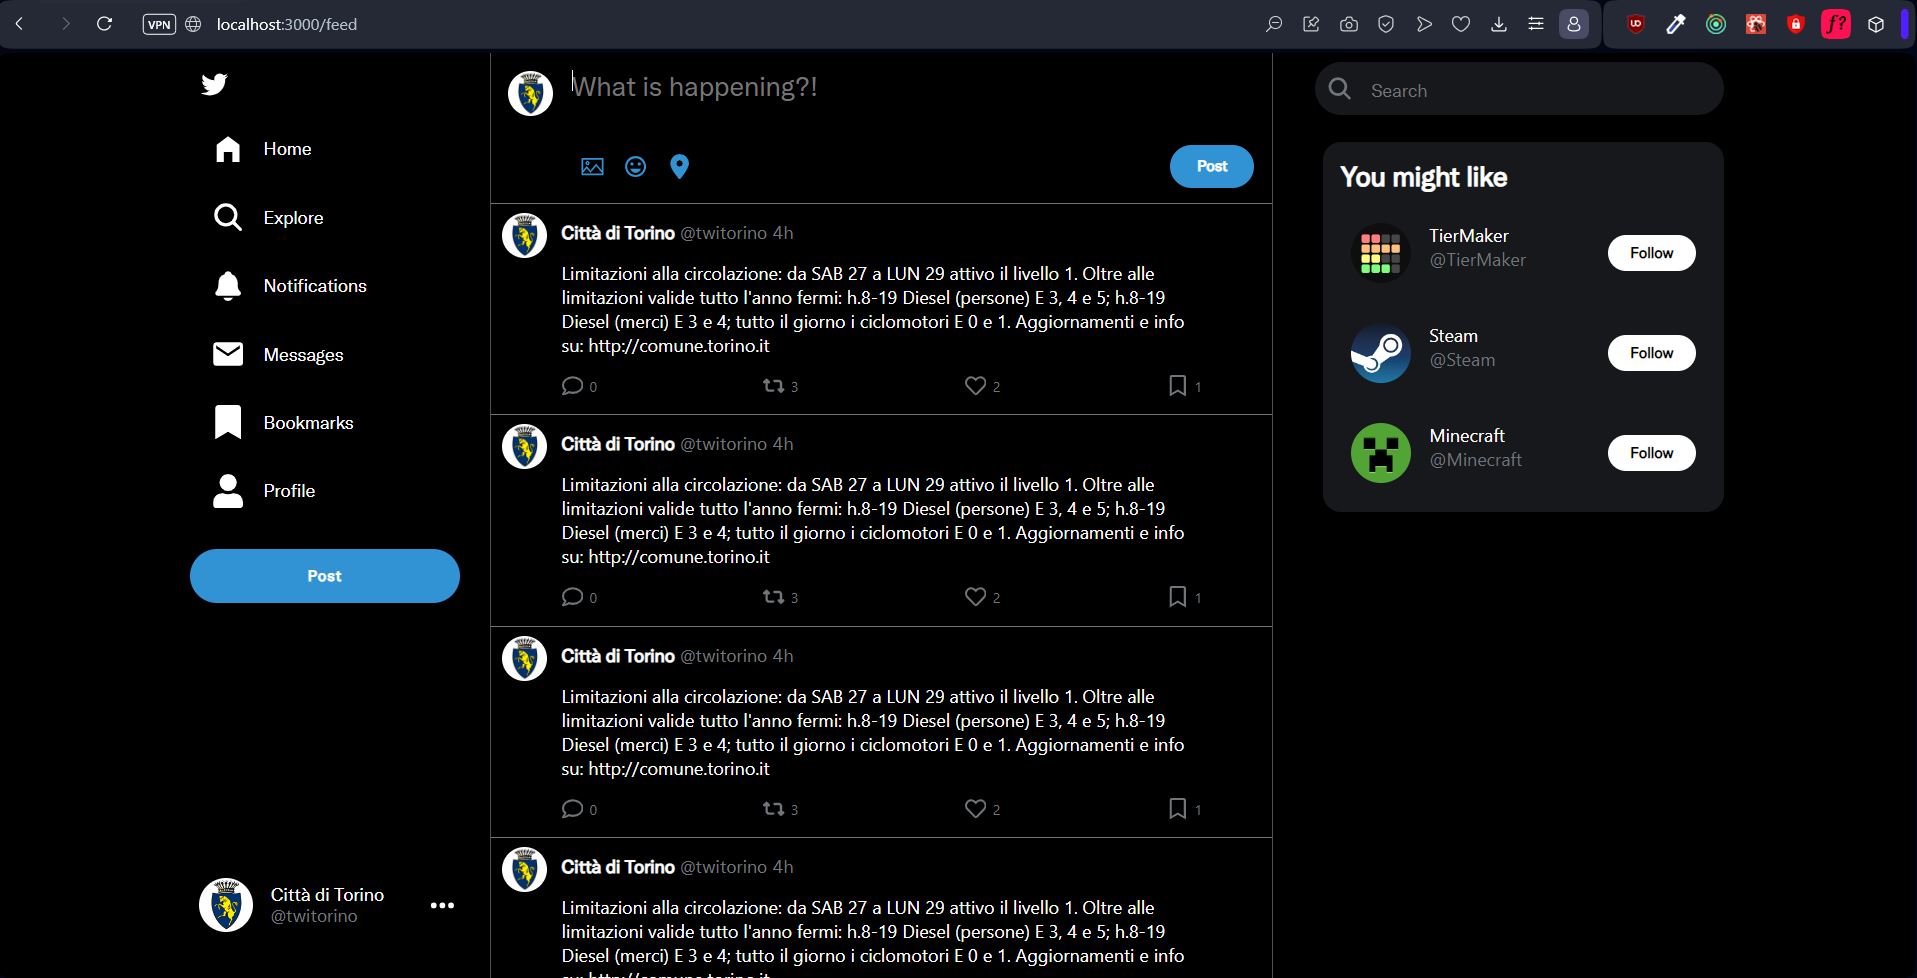 VPN localhost:3000/feed
UO
f?
Home
Explore
Notifications
Messages
Bookmarks
Profile
Post
Città di Torino
@twitorino
What is happening?!
Post
Città di Torino @twitorino 4h
Limitazioni alla circolazione: da SAB 27 a LUN 29 attivo il livello 1. Oltre alle
limitazioni valide tutto l'anno fermi: h.8-19 Diesel (persone) E 3, 4 e 5; h.8-19
Diesel (merci) E 3 e 4; tutto il giorno i ciclomotori E 0 e 1. Aggiornamenti e info
su: http://comune.torino.it
0 3 2 1
Città di Torino @twitorino 4h
Limitazioni alla circolazione: da SAB 27 a LUN 29 attivo il livello 1. Oltre alle
limitazioni valide tutto l'anno fermi: h.8-19 Diesel (persone) E 3, 4 e 5; h.8-19
Diesel (merci) E 3 e 4; tutto il giorno i ciclomotori E 0 e 1. Aggiornamenti e info
su: http://comune.torino.it
0 3 2 1
Città di Torino @twitorino 4h
Limitazioni alla circolazione: da SAB 27 a LUN 29 attivo il livello 1. Oltre alle
limitazioni valide tutto l'anno fermi: h.8-19 Diesel (persone) E 3, 4 e 5; h.8-19
Diesel (merci) E 3 e 4; tutto il giorno i ciclomotori E 0 e 1. Aggiornamenti e info
su: http://comune.torino.it
0 3 2 1
Città di Torino @twitorino 4h
Limitazioni alla circolazione: da SAB 27 a LUN 29 attivo il livello 1. Oltre alle
limitazioni valide tutto l'anno fermi: h.8-19 Diesel (persone) E 3, 4 e 5; h.8-19
Diesel (merci) E 3 e 4; tutto il giorno i ciclomotori E 0 e 1. Aggiornamenti e info
Search
You might like
TierMaker
@TierMaker
Follow
Steam
@Steam
Follow
Minecraft
@Minecraft
Follow